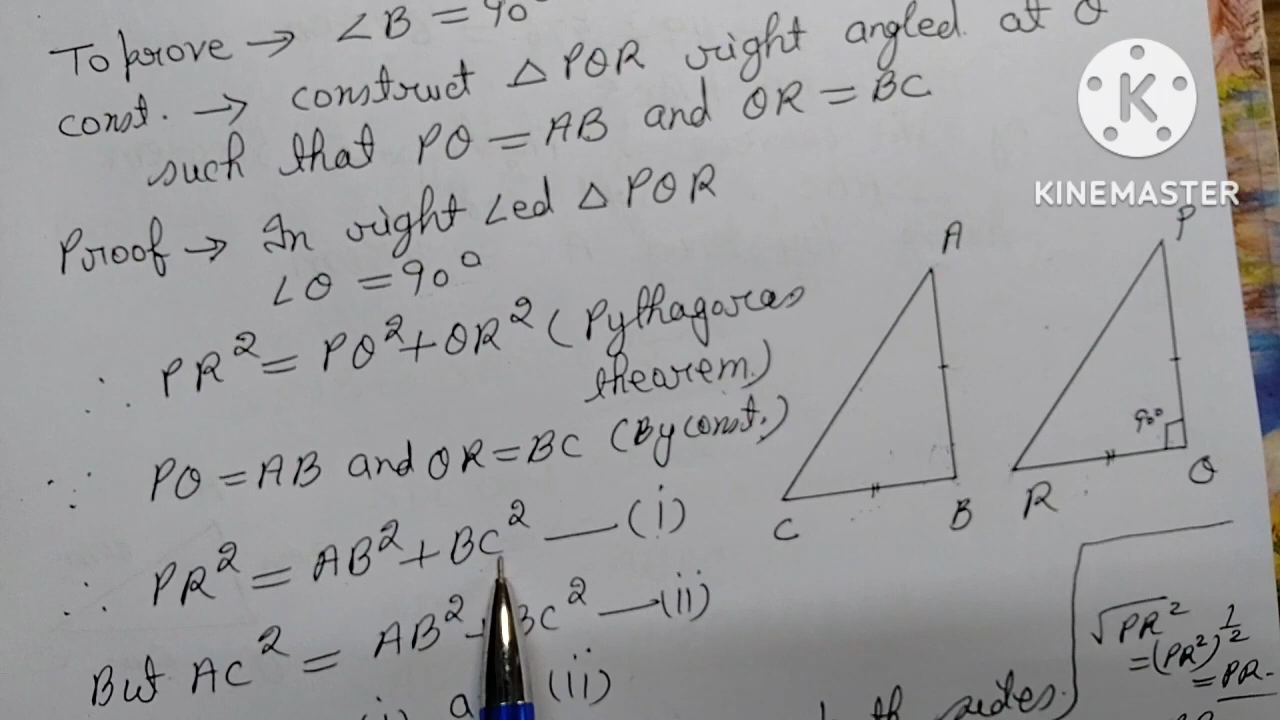 To prove → ∠B = 90°
const. → construct △ PQR right angled at Q
such that PQ = AB and QR = BC
Proof → In right ∠ed △ PQR
∠Q = 90°
∴ PR² = PQ² + QR² (Pythagoras
thearem.)
∵ PQ = AB and QR = BC (By const.)
∴ PR² = AB² + BC² — (i)
But AC² = AB² + BC² — (ii)
(i) a (ii)
sides.
K
KINEMASTER
A
B
C
P
90°
Q
R
√PR²
= (PR²)^1/2
= PR.